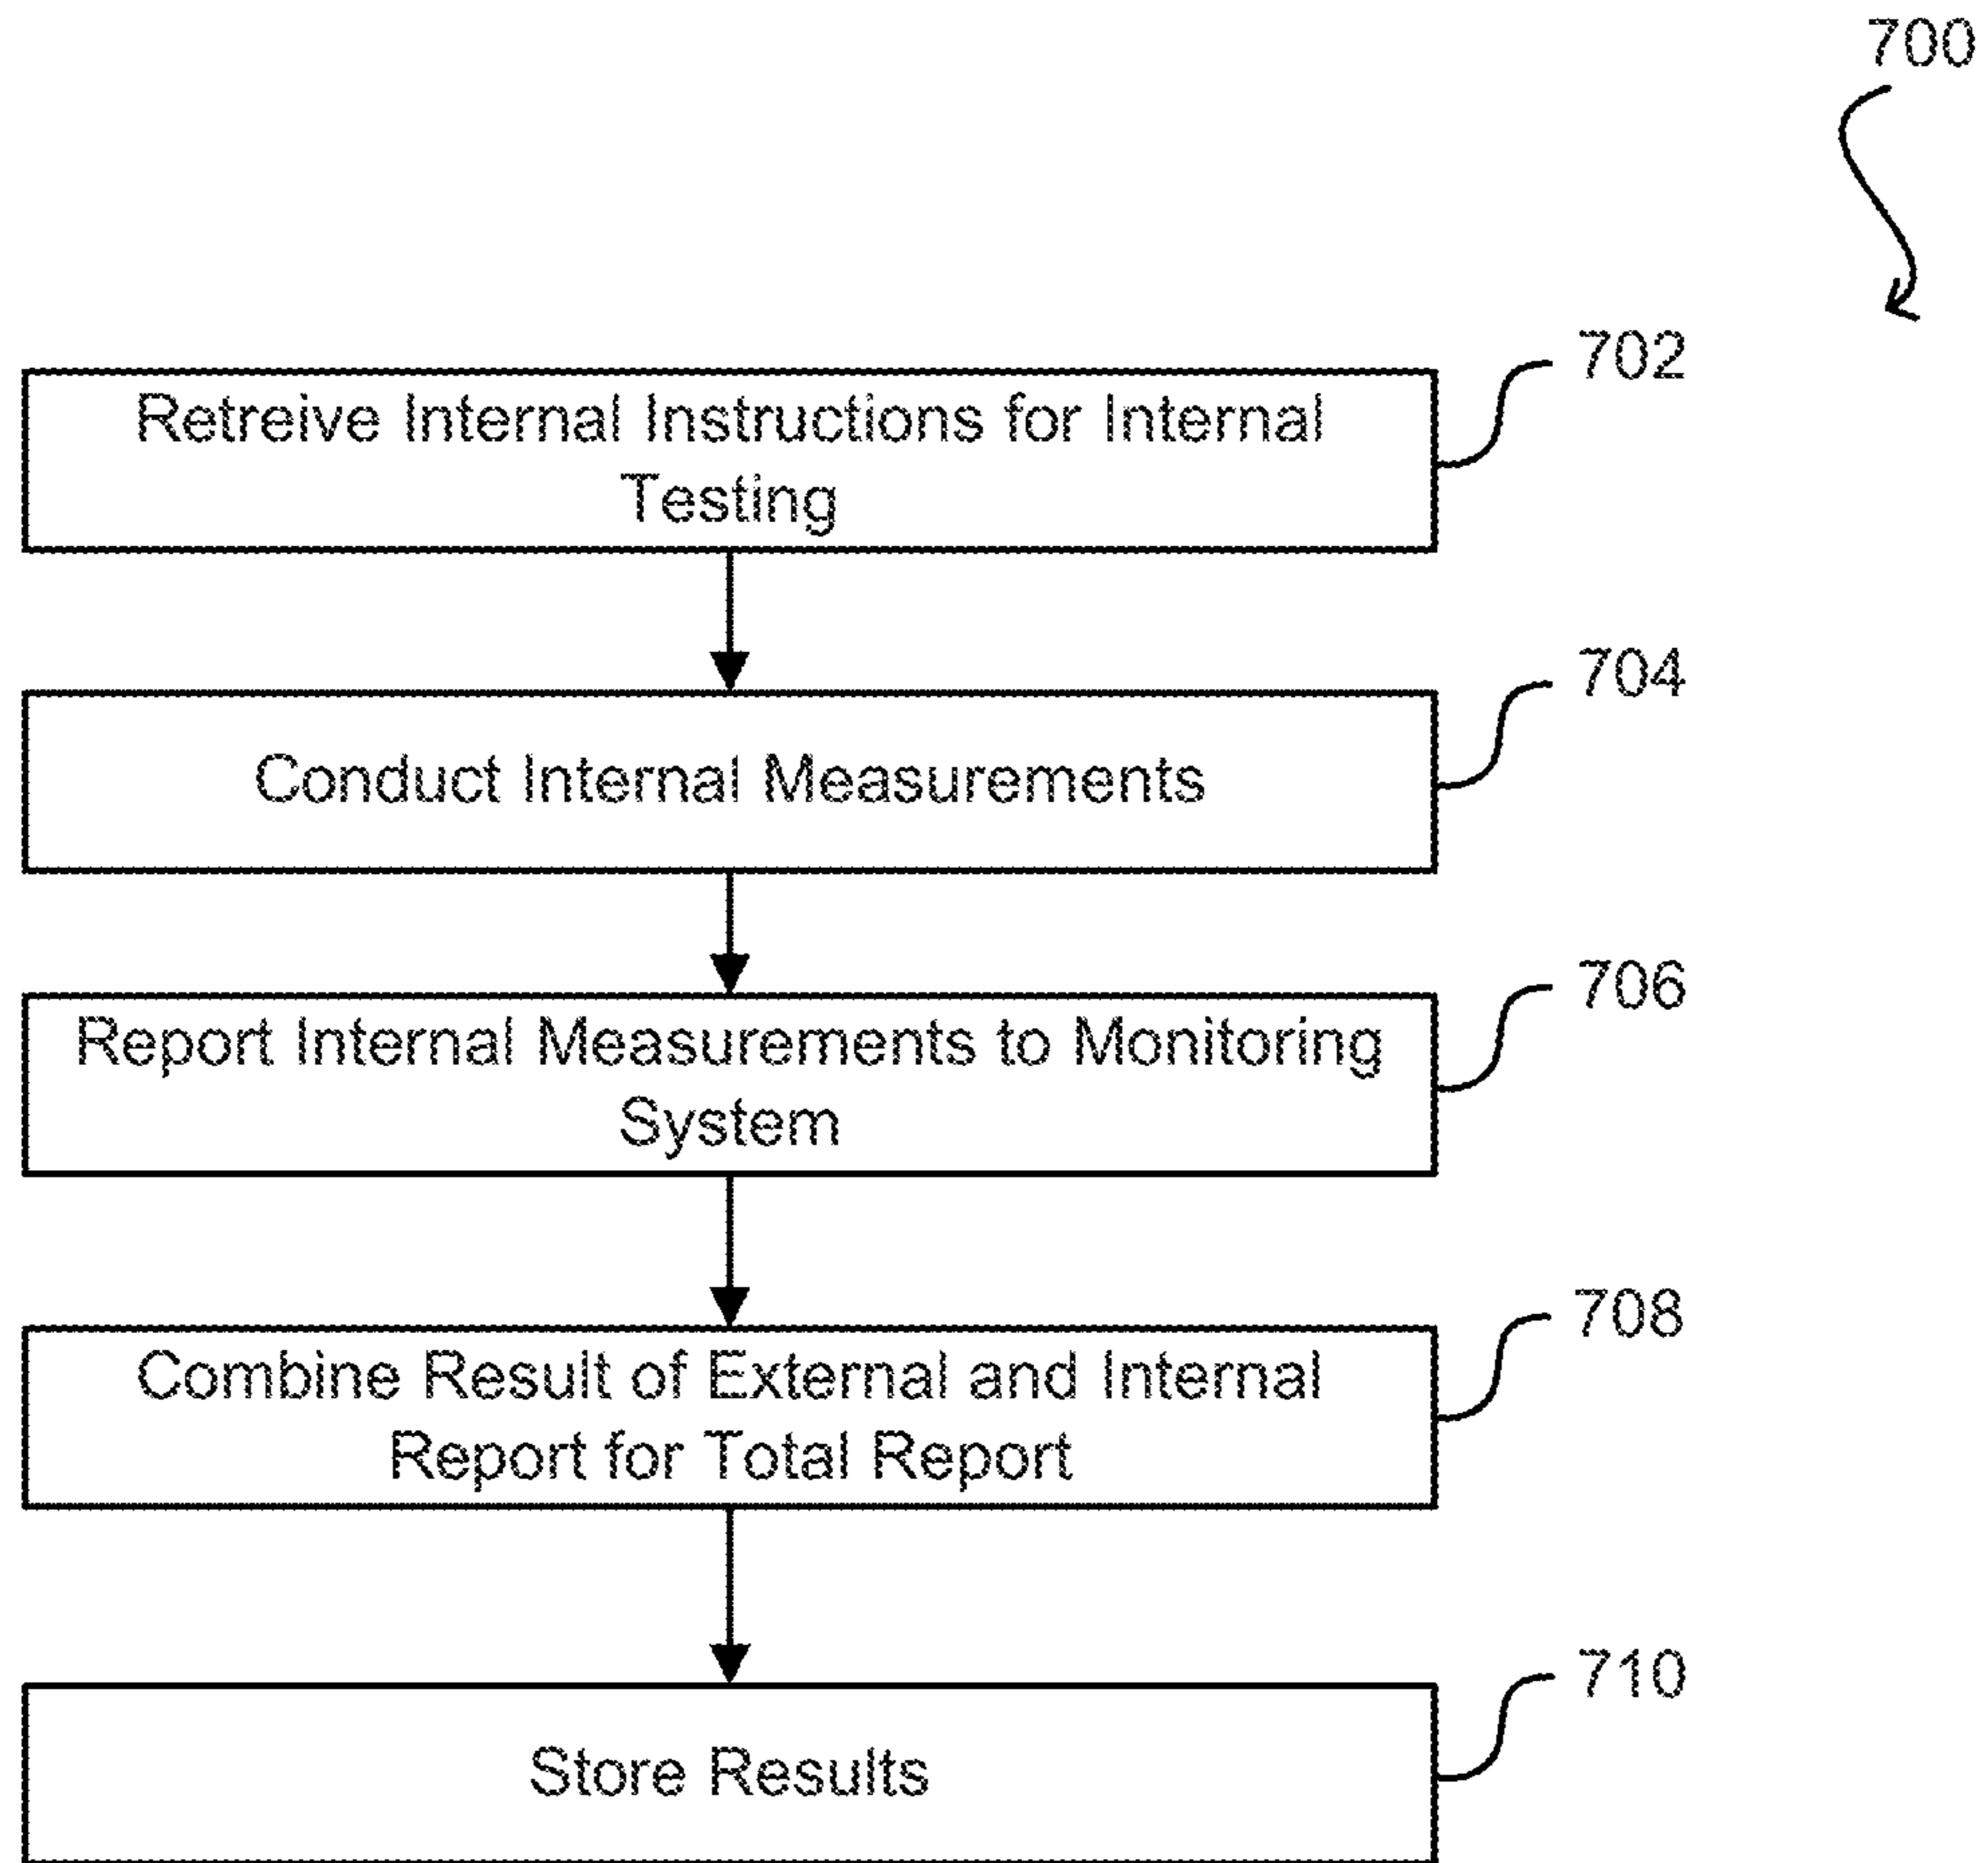 700
702
Retreive Internal Instructions for Internal
Testing
704
Conduct Internal Measurements
706
Report Internal Measurements to Monitoring
System
708
Combine Result of External and Internal
Report for Total Report
710
Store Results